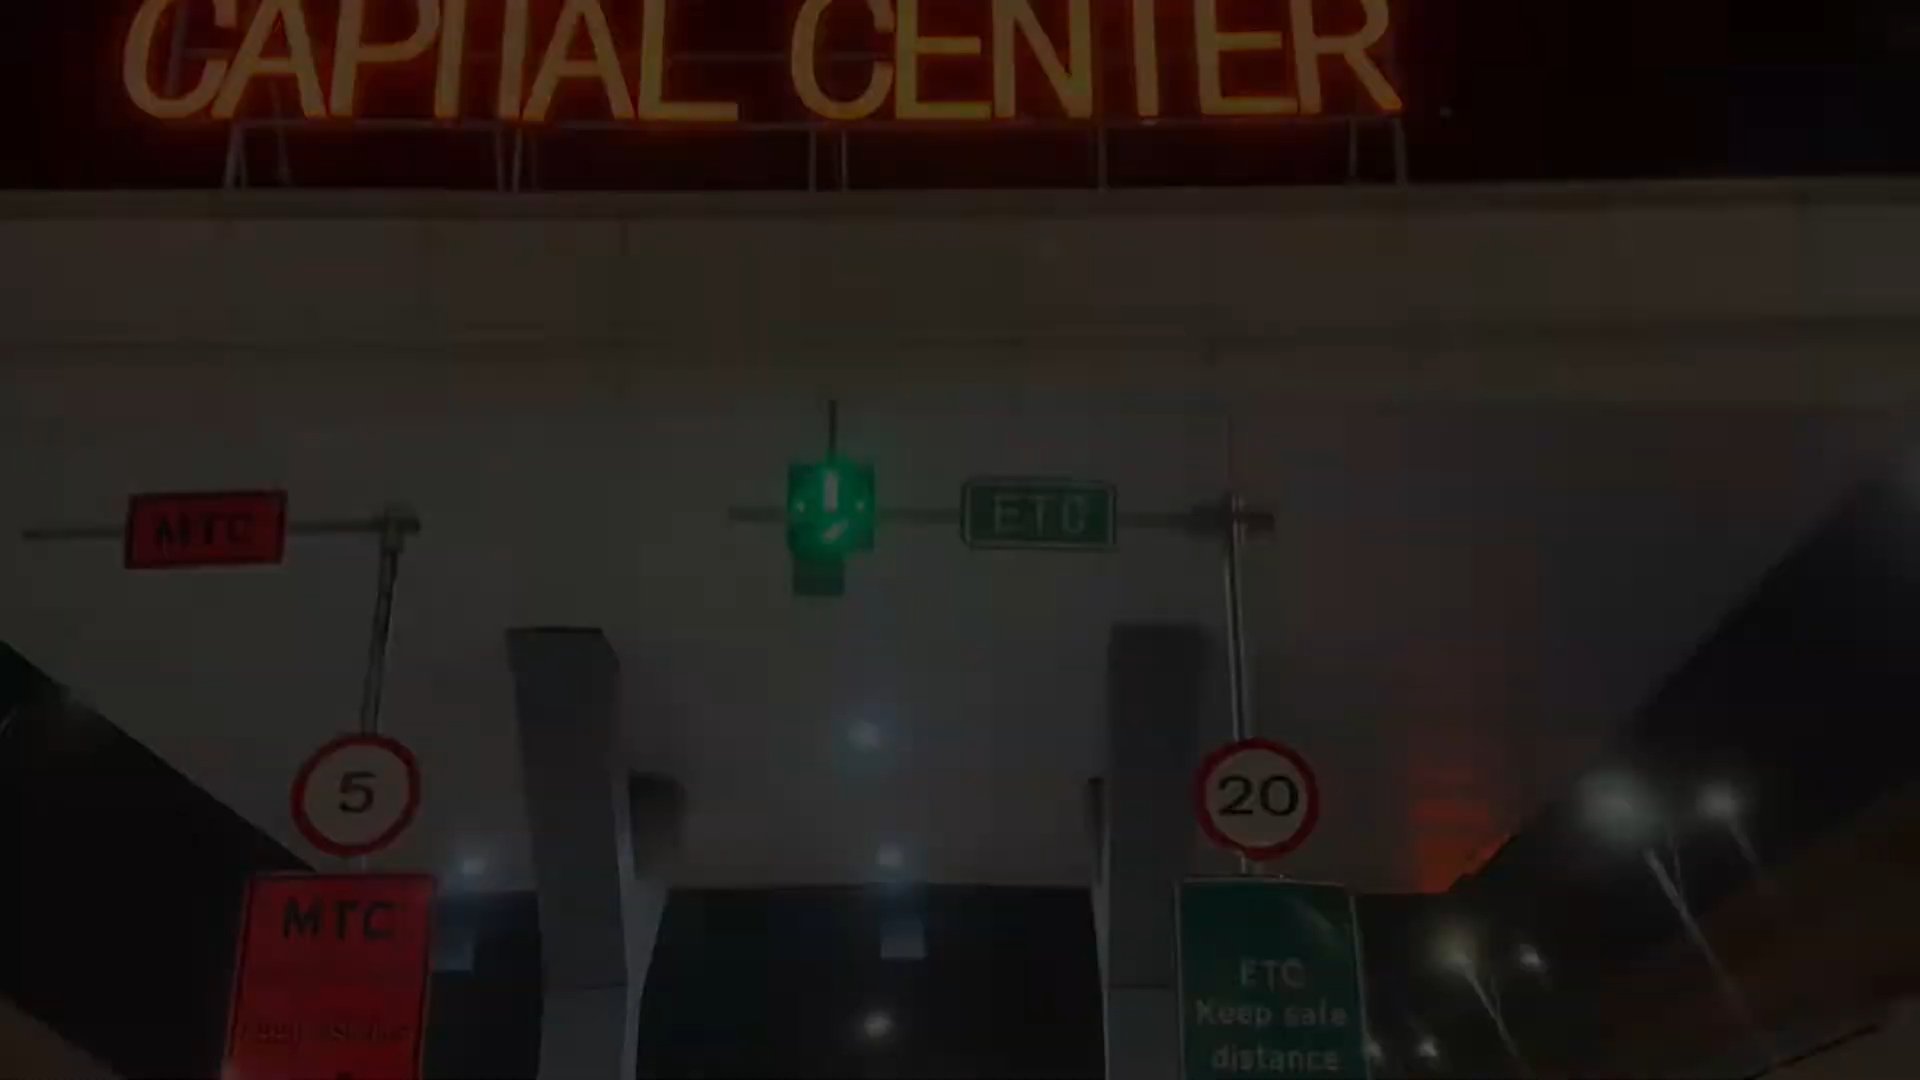 CAPITAL CENTER
MTC
ETC
5
20
MTC
ETC
Keep safe
distance